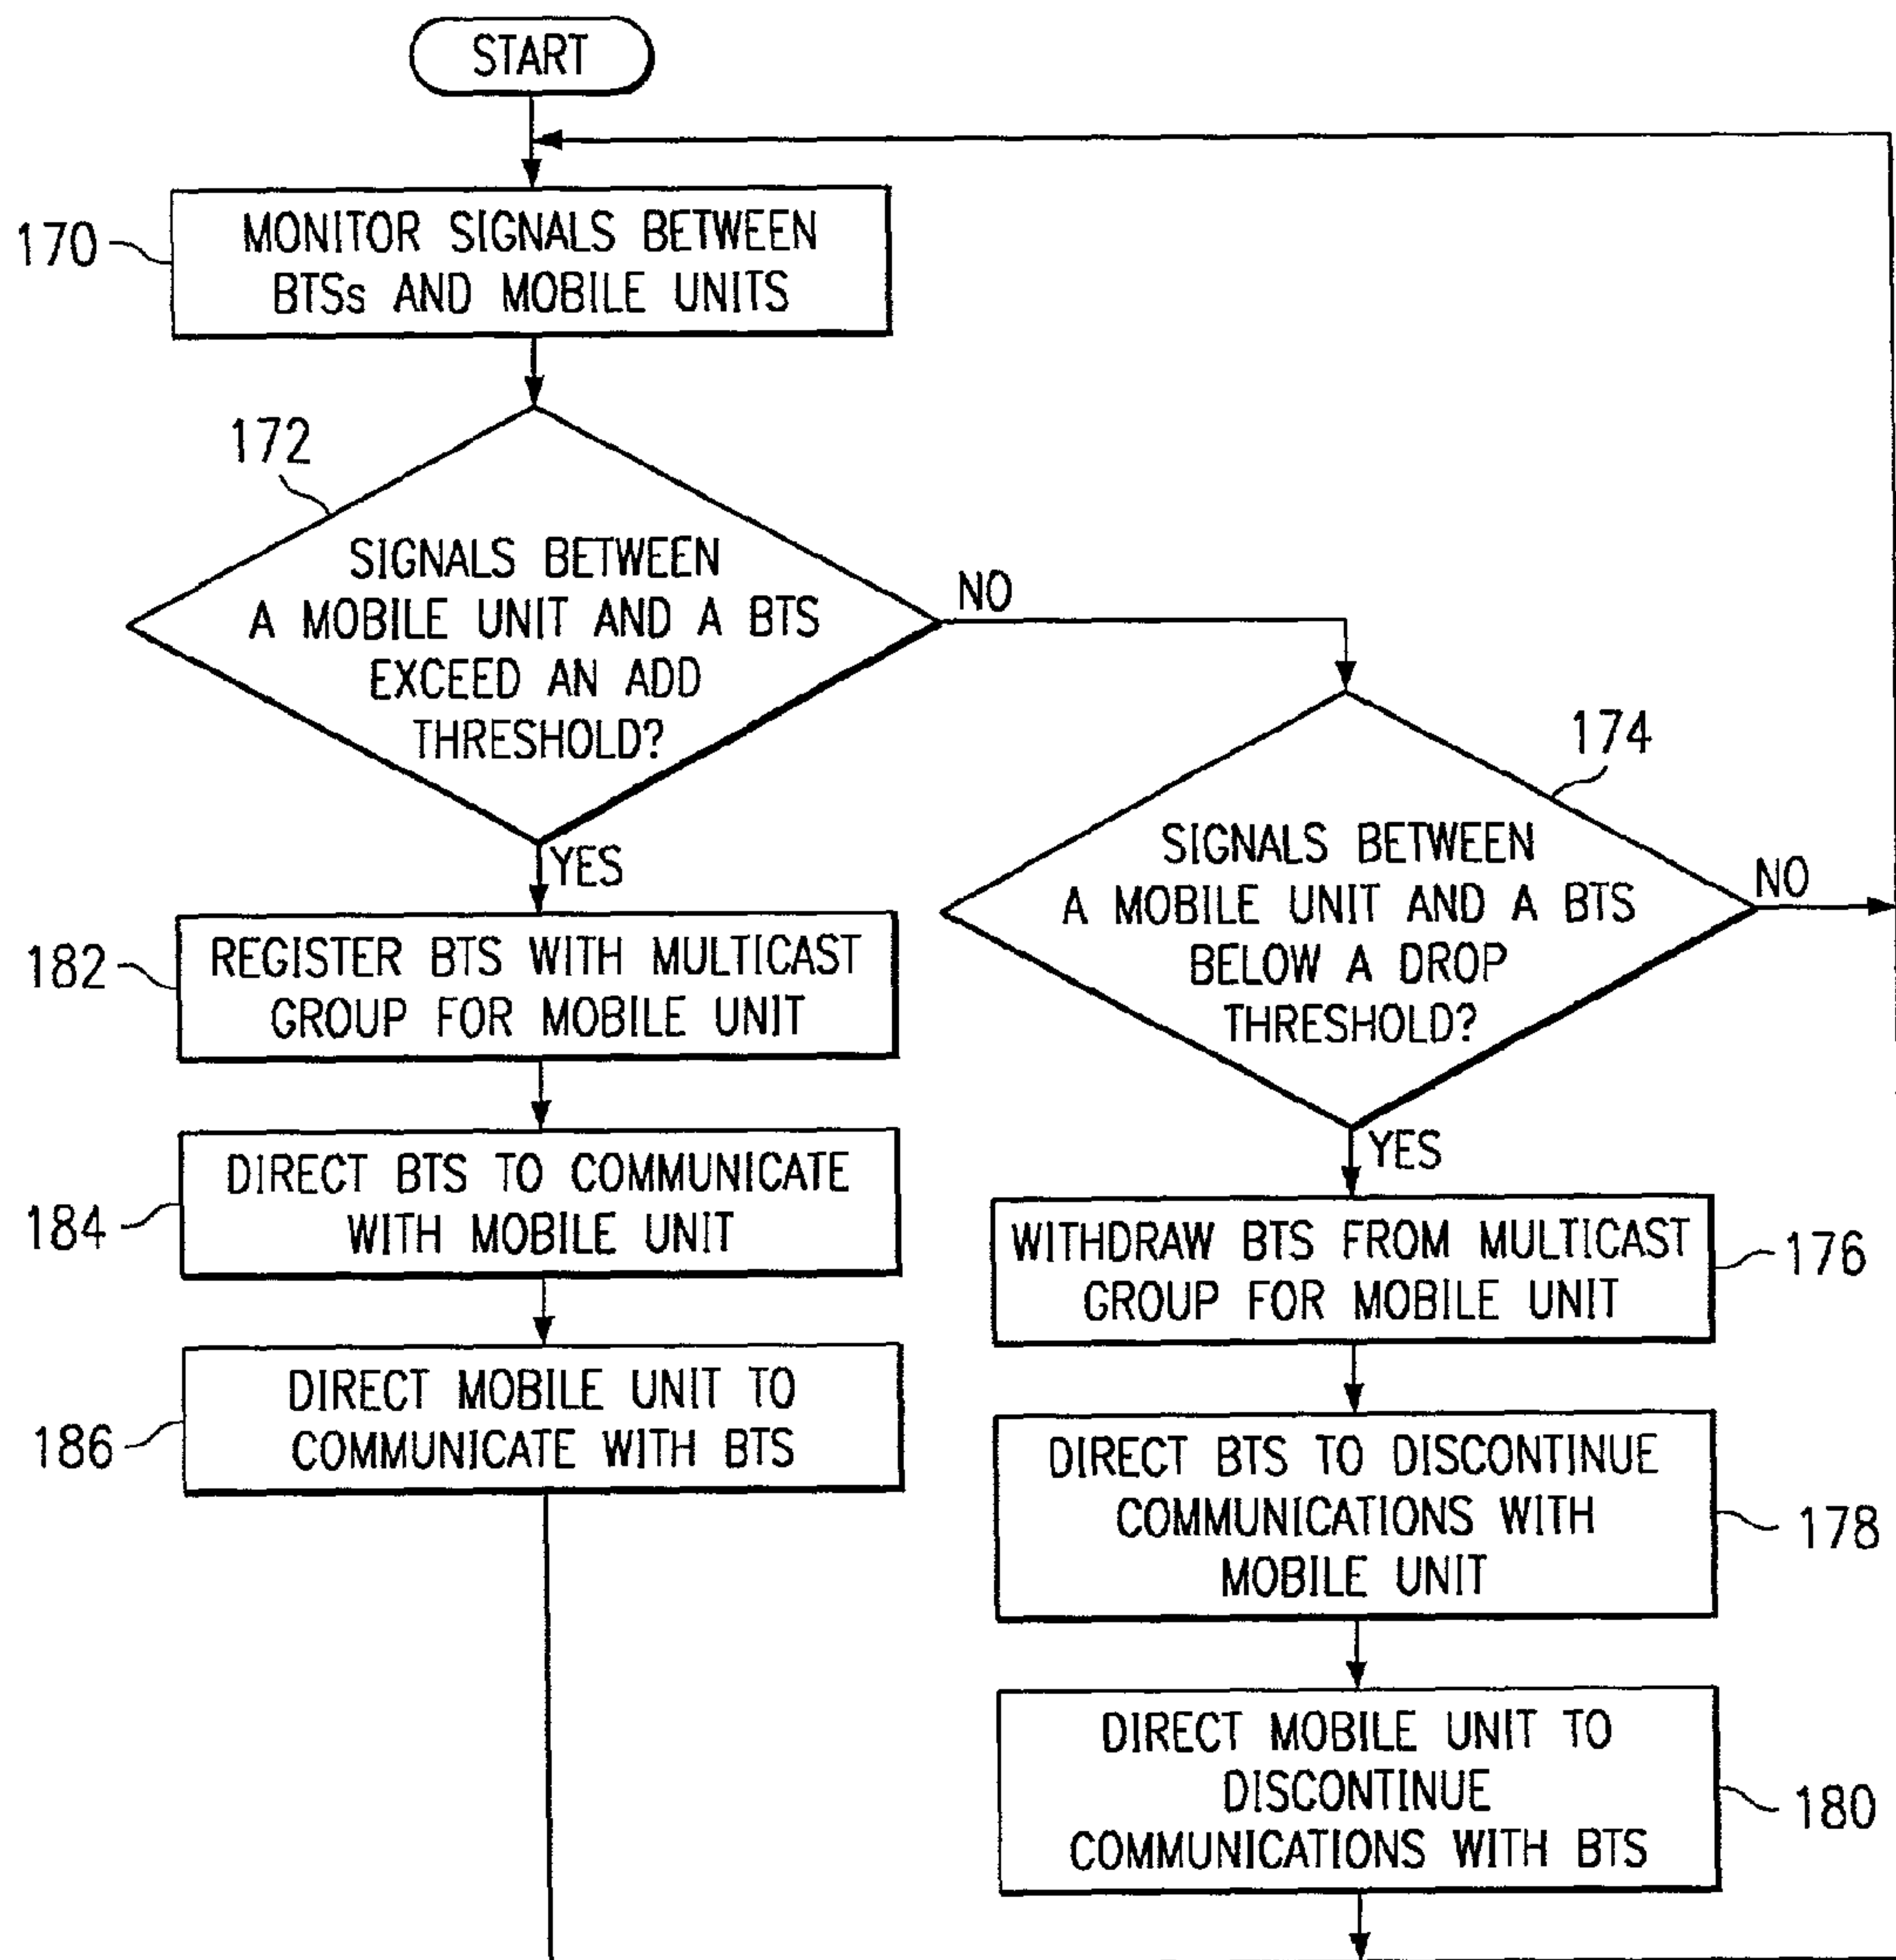 START
170
MONITOR SIGNALS BETWEEN
BTSs AND MOBILE UNITS
172
SIGNALS BETWEEN
A MOBILE UNIT AND A BTS
EXCEED AN ADD
THRESHOLD?
NO
YES
174
SIGNALS BETWEEN
A MOBILE UNIT AND A BTS
BELOW A DROP
THRESHOLD?
NO
YES
182
REGISTER BTS WITH MULTICAST
GROUP FOR MOBILE UNIT
184
DIRECT BTS TO COMMUNICATE
WITH MOBILE UNIT
186
DIRECT MOBILE UNIT TO
COMMUNICATE WITH BTS
WITHDRAW BTS FROM MULTICAST
GROUP FOR MOBILE UNIT
176
DIRECT BTS TO DISCONTINUE
COMMUNICATIONS WITH
MOBILE UNIT
178
DIRECT MOBILE UNIT TO
DISCONTINUE
COMMUNICATIONS WITH BTS
180